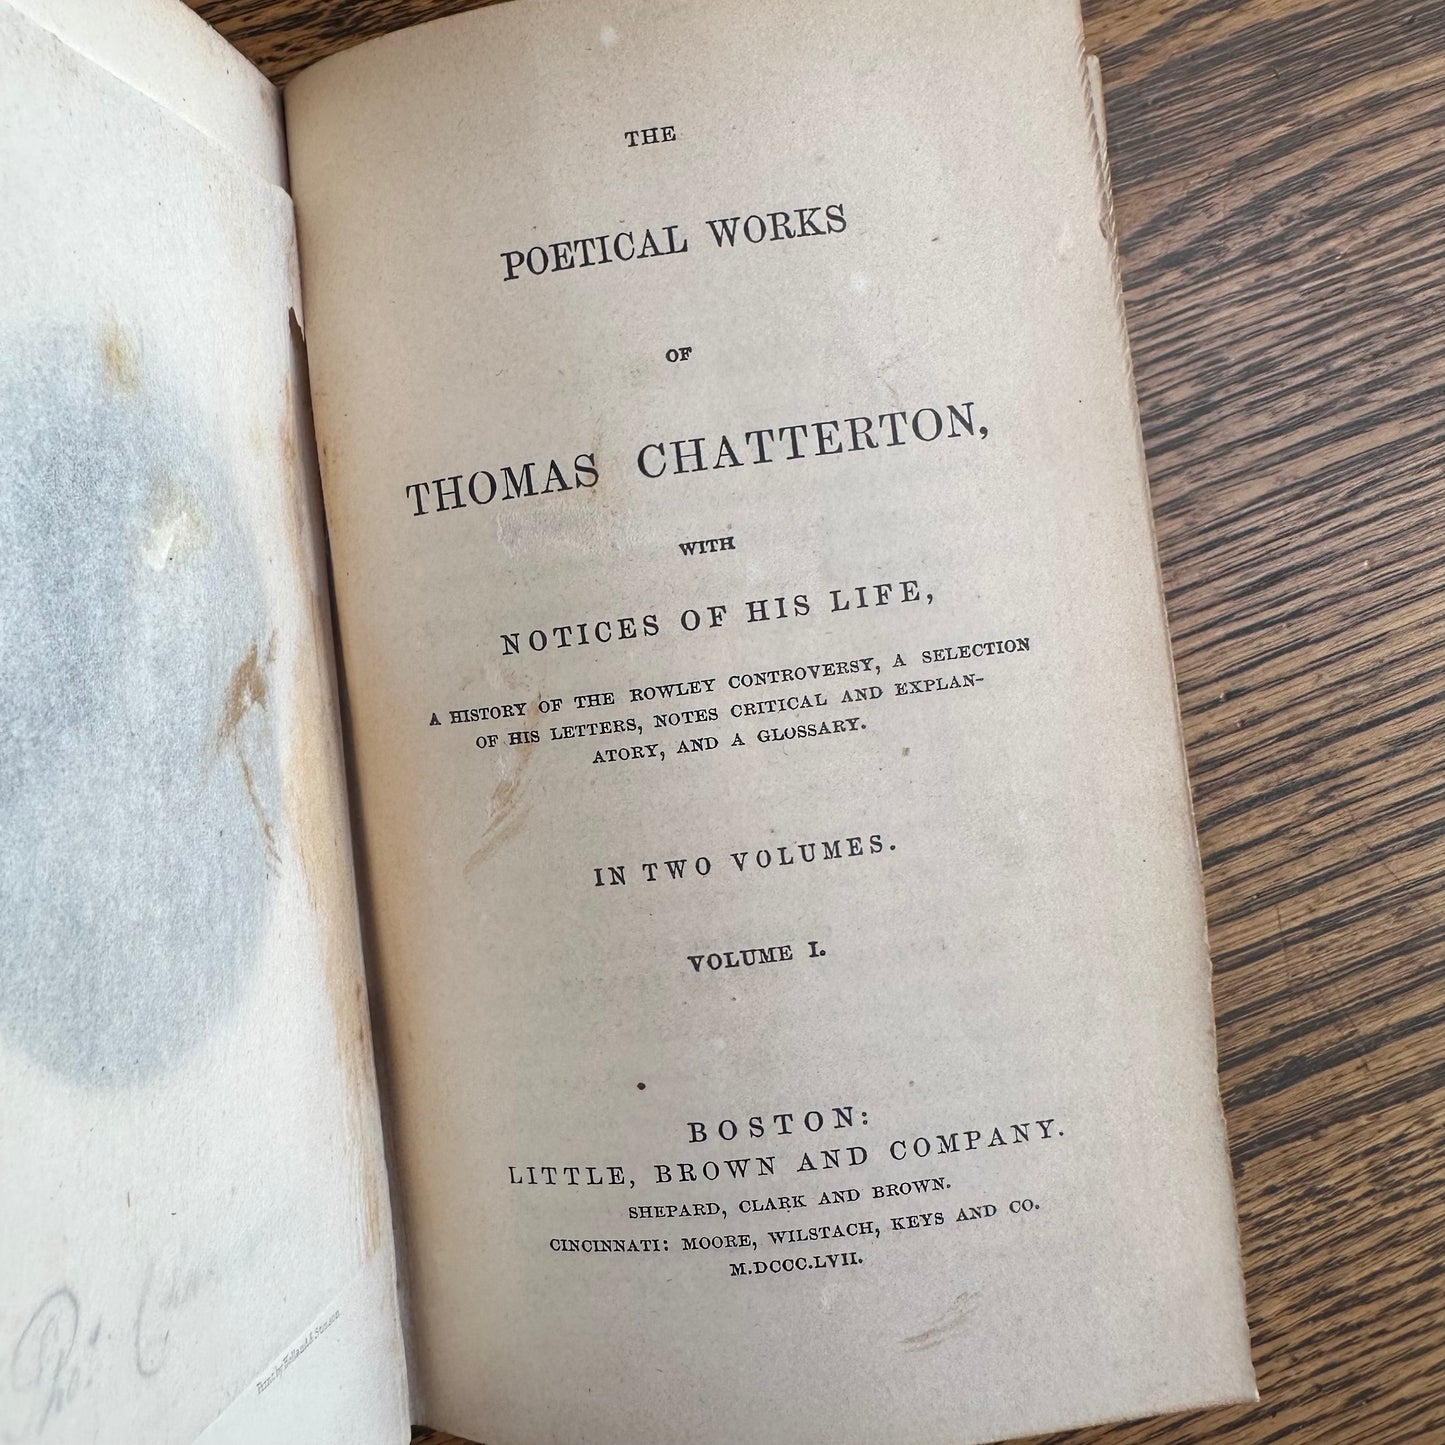 THE
POETICAL WORKS
OF
THOMAS CHATTERTON,
WITH
NOTICES OF HIS LIFE,
A HISTORY OF THE ROWLEY CONTROVERSY, A SELECTION
OF HIS LETTERS, NOTES CRITICAL AND EXPLAN-
ATORY, AND A GLOSSARY.
IN TWO VOLUMES.
VOLUME I.
BOSTON:
LITTLE, BROWN AND COMPANY.
SHEPARD, CLARK AND BROWN.
CINCINNATI: MOORE, WILSTACH, KEYS AND CO.
M.DCCC.LVII.